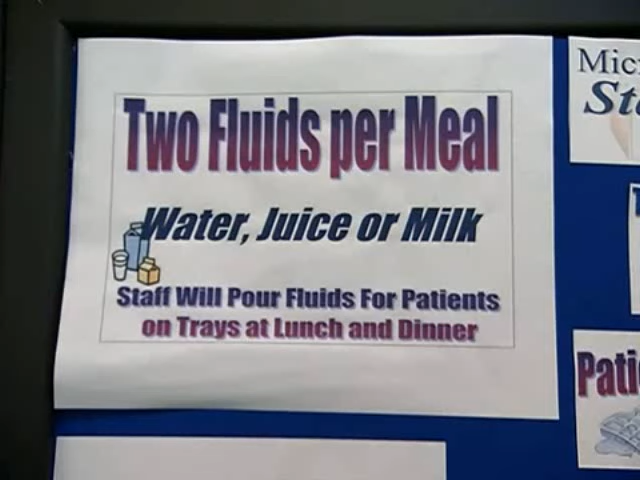 Two Fluids per Meal
Water, Juice or Milk
Staff Will Pour Fluids For Patients
on Trays at Lunch and Dinner